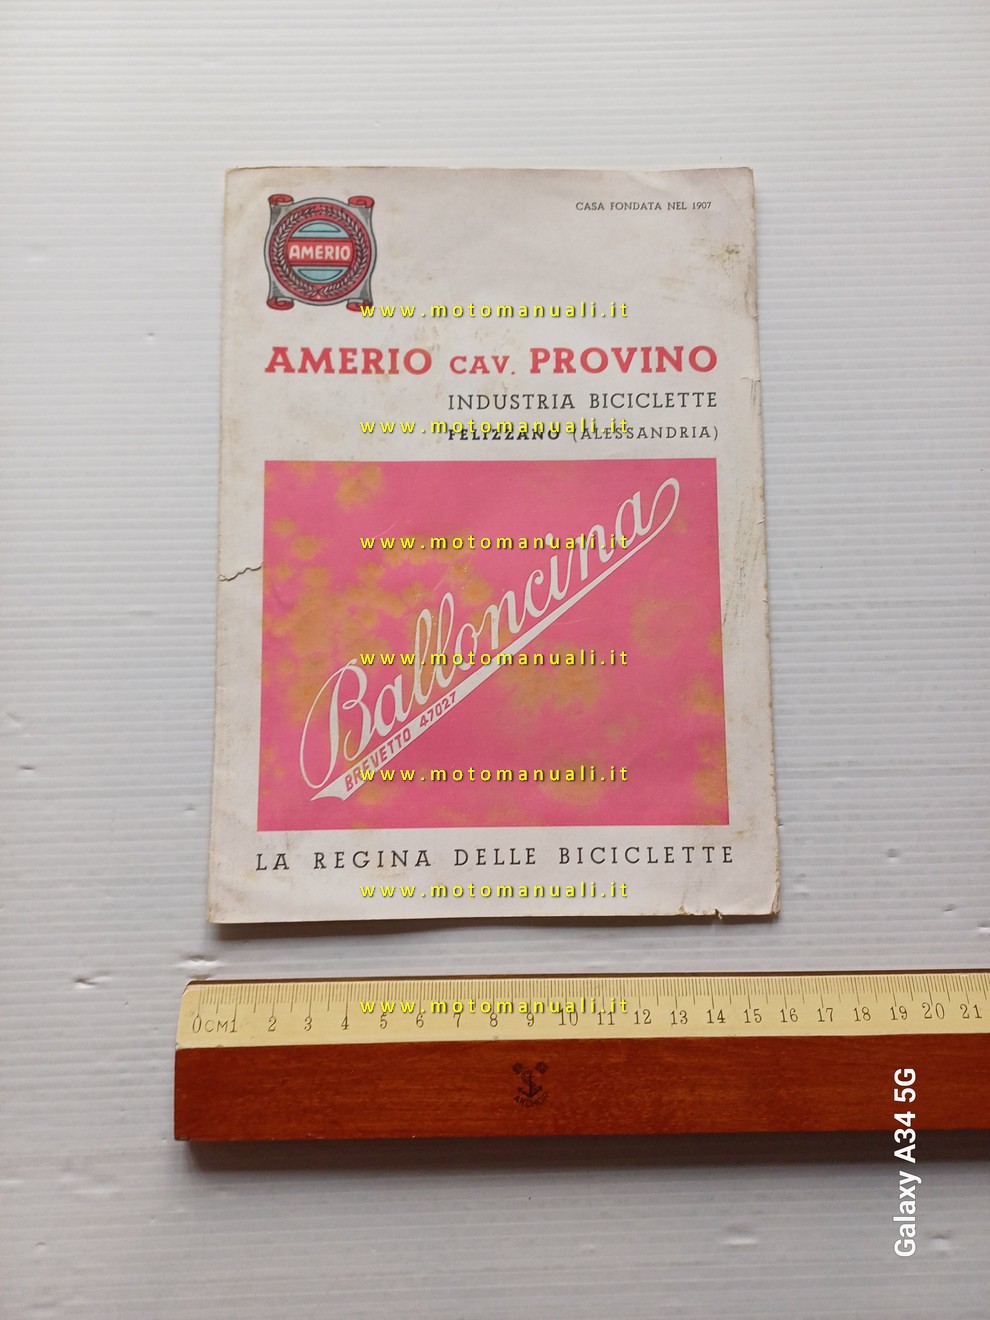 CASA FONDATA NEL 1907
AMERIO
www.motomanuali.it
AMERIO CAV. PROVINO
INDUSTRIA BICICLETTE
www.motomanuali.it
FELIZZANO (ALESSANDRIA)
www.motomanuali.it
Balloncina
www.motomanuali.it
BREVETTO 47027
www.motomanuali.it
LA REGINA DELLE BICICLETTE
www.motomanuali.it
www.motomanuali.it
0CM1 2 3 4 5 6 7 8 9 10 11 12 13 14 15 16 17 18 19 20 21
Galaxy A34 5G